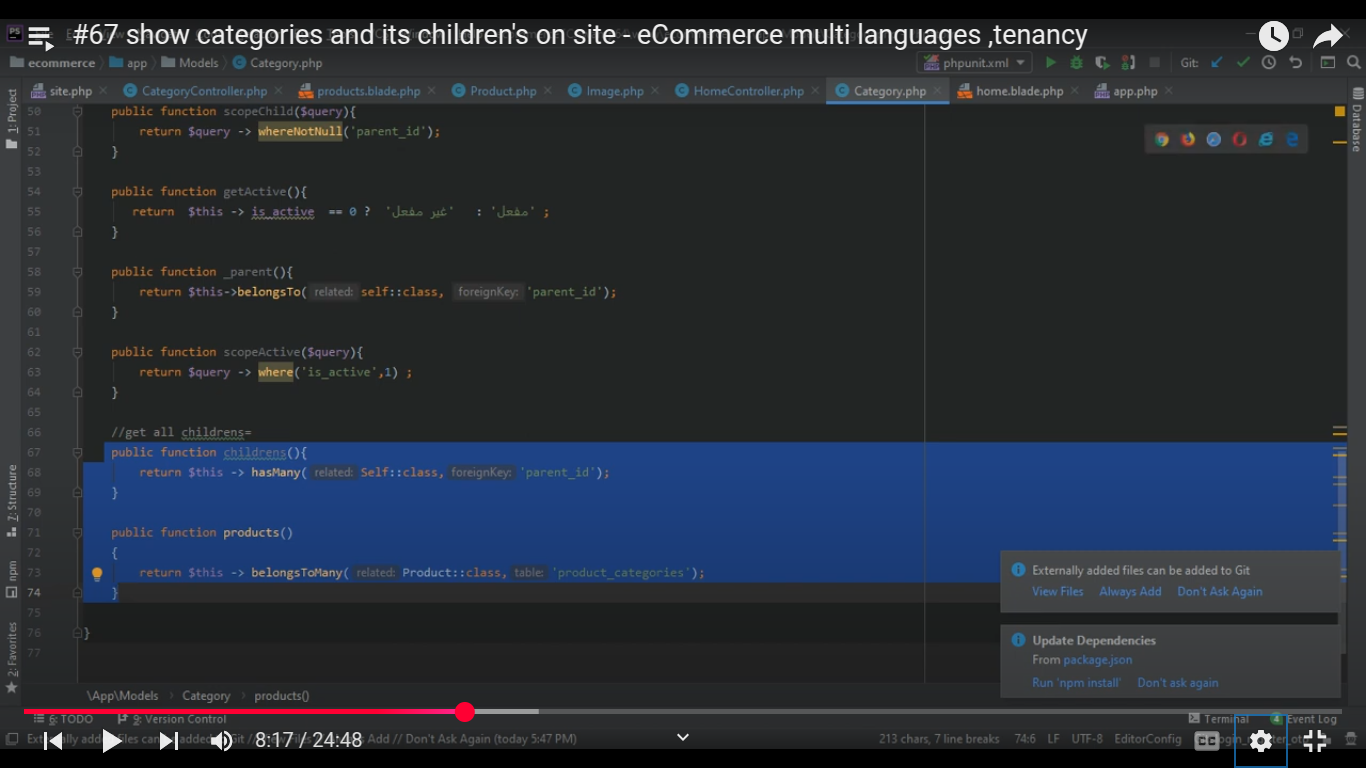 #67 show categories and its children's on site - eCommerce multi languages ,tenancy
ecommerce app Models Category.php phpunit.xml Git:
site.php CategoryController.php products.blade.php Product.php Image.php HomeController.php Category.php home.blade.php app.php
1: Project
Database
50 public function scopeChild($query){
51 return $query -> whereNotNull('parent_id');
52 }
53
54 public function getActive(){
55 return $this -> is_active == 0 ? 'غير مفعل' : 'مفعل' ;
56 }
57
58 public function _parent(){
59 return $this->belongsTo( related: self::class, foreignKey: 'parent_id');
60 }
61
62 public function scopeActive($query){
63 return $query -> where('is_active',1) ;
64 }
65
66 //get all childrens=
67 public function childrens(){
68 return $this -> hasMany( related: Self::class, foreignKey: 'parent_id');
69 }
70
71 public function products()
72 {
73 return $this -> belongsToMany( related: Product::class, table: 'product_categories');
74 }
75
76 }
77
7: Structure
npm
2: Favorites
Externally added files can be added to Git
View Files Always Add Don't Ask Again
Update Dependencies
From package.json
Run 'npm install' Don't ask again
\App\Models Category products()
6: TODO 9: Version Control Terminal 4 Event Log
8:17 / 24:48
Add // Don't Ask Again (today 5:47 PM) 213 chars, 7 line breaks 74:6 LF UTF-8 EditorConfig CC